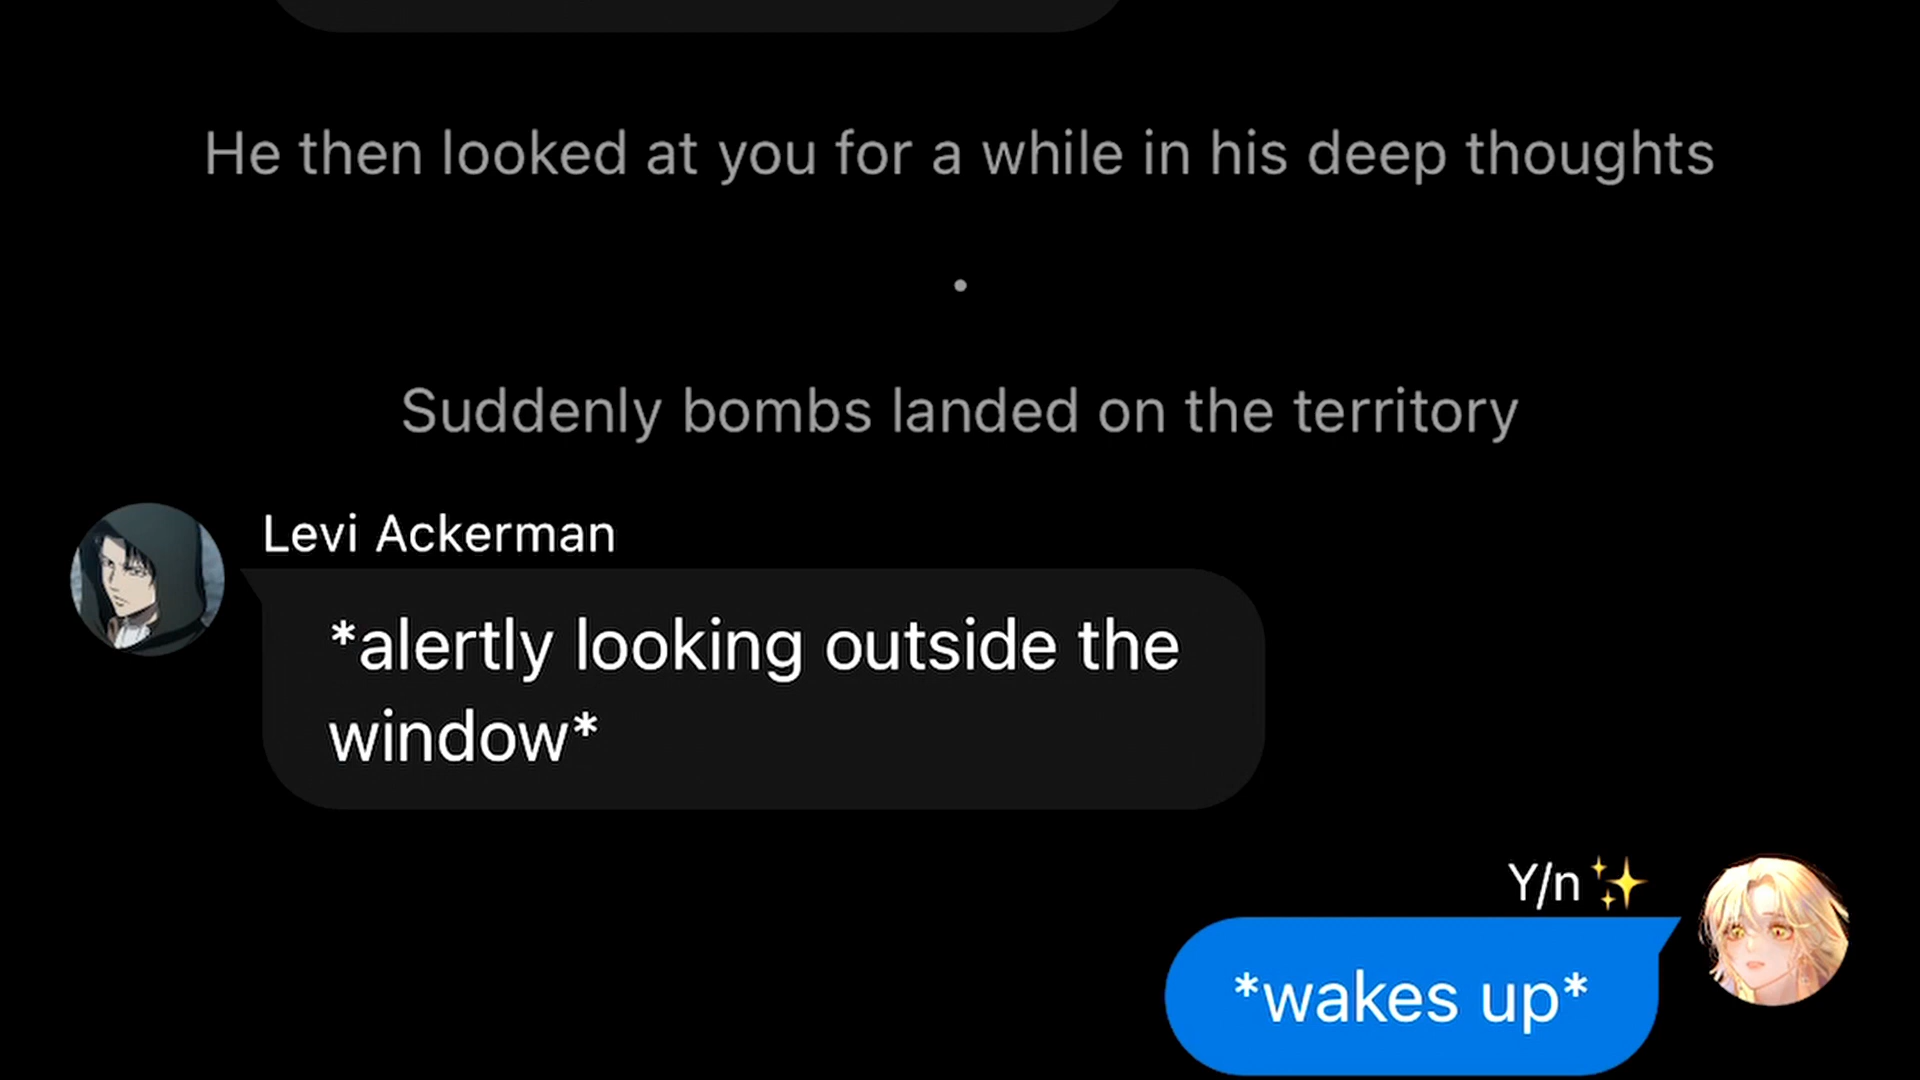 He then looked at you for a while in his deep thoughts
.
Suddenly bombs landed on the territory
Levi Ackerman
*alertly looking outside the
window*
Y/n✨
*wakes up*